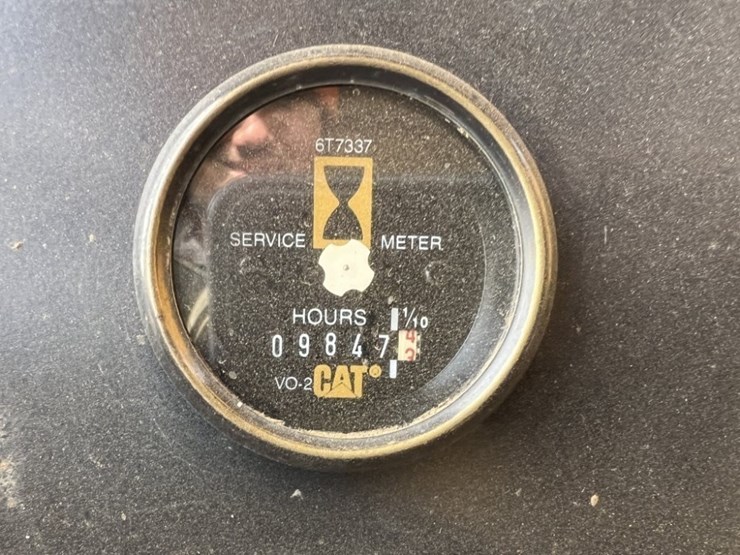 6T7337
SERVICE METER
HOURS 1/10
09847
VO-2 CAT®